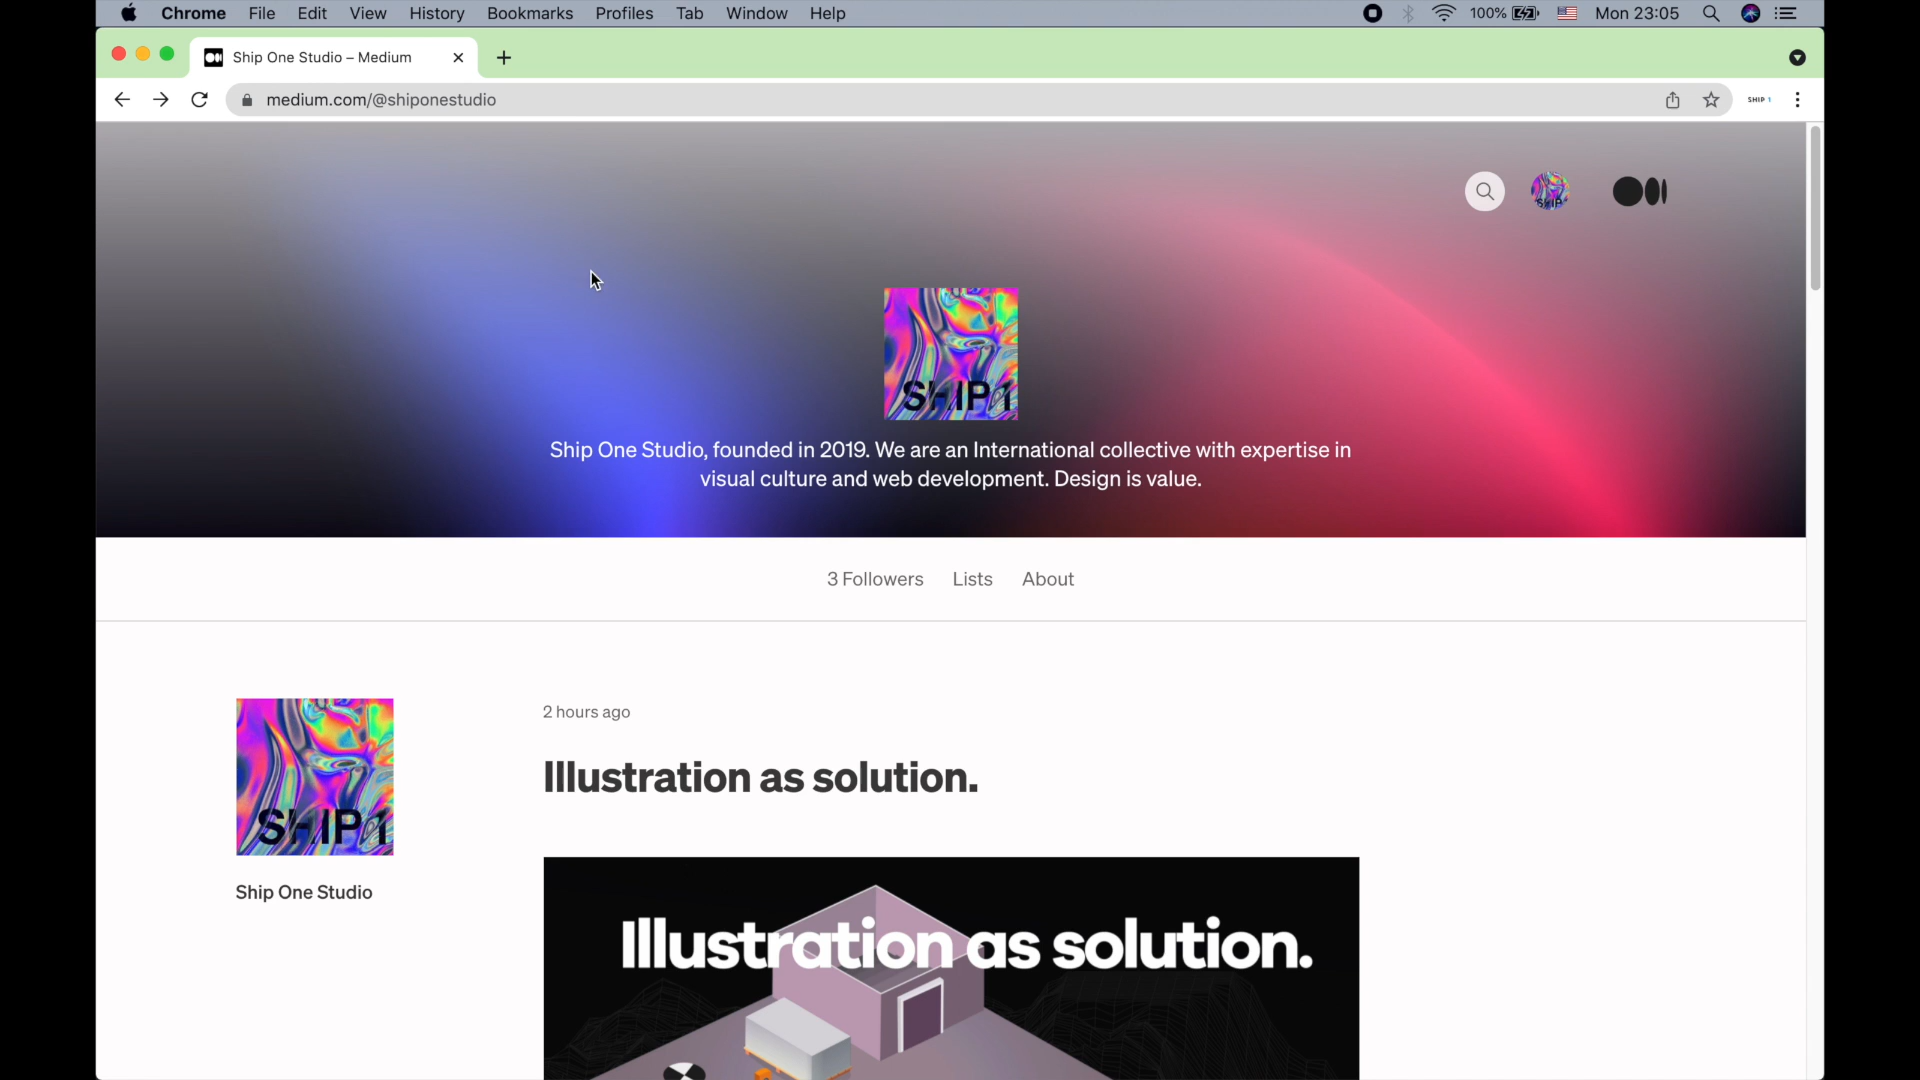 Chrome File Edit View History Bookmarks Profiles Tab Window Help 100% Mon 23:05
Ship One Studio – Medium
medium.com/@shiponestudio SHIP 1
SHIP
SHIP1
Ship One Studio, founded in 2019. We are an International collective with expertise in
visual culture and web development. Design is value.
3 Followers Lists About
2 hours ago
Illustration as solution.
SHIP1
Ship One Studio
Illustration as solution.